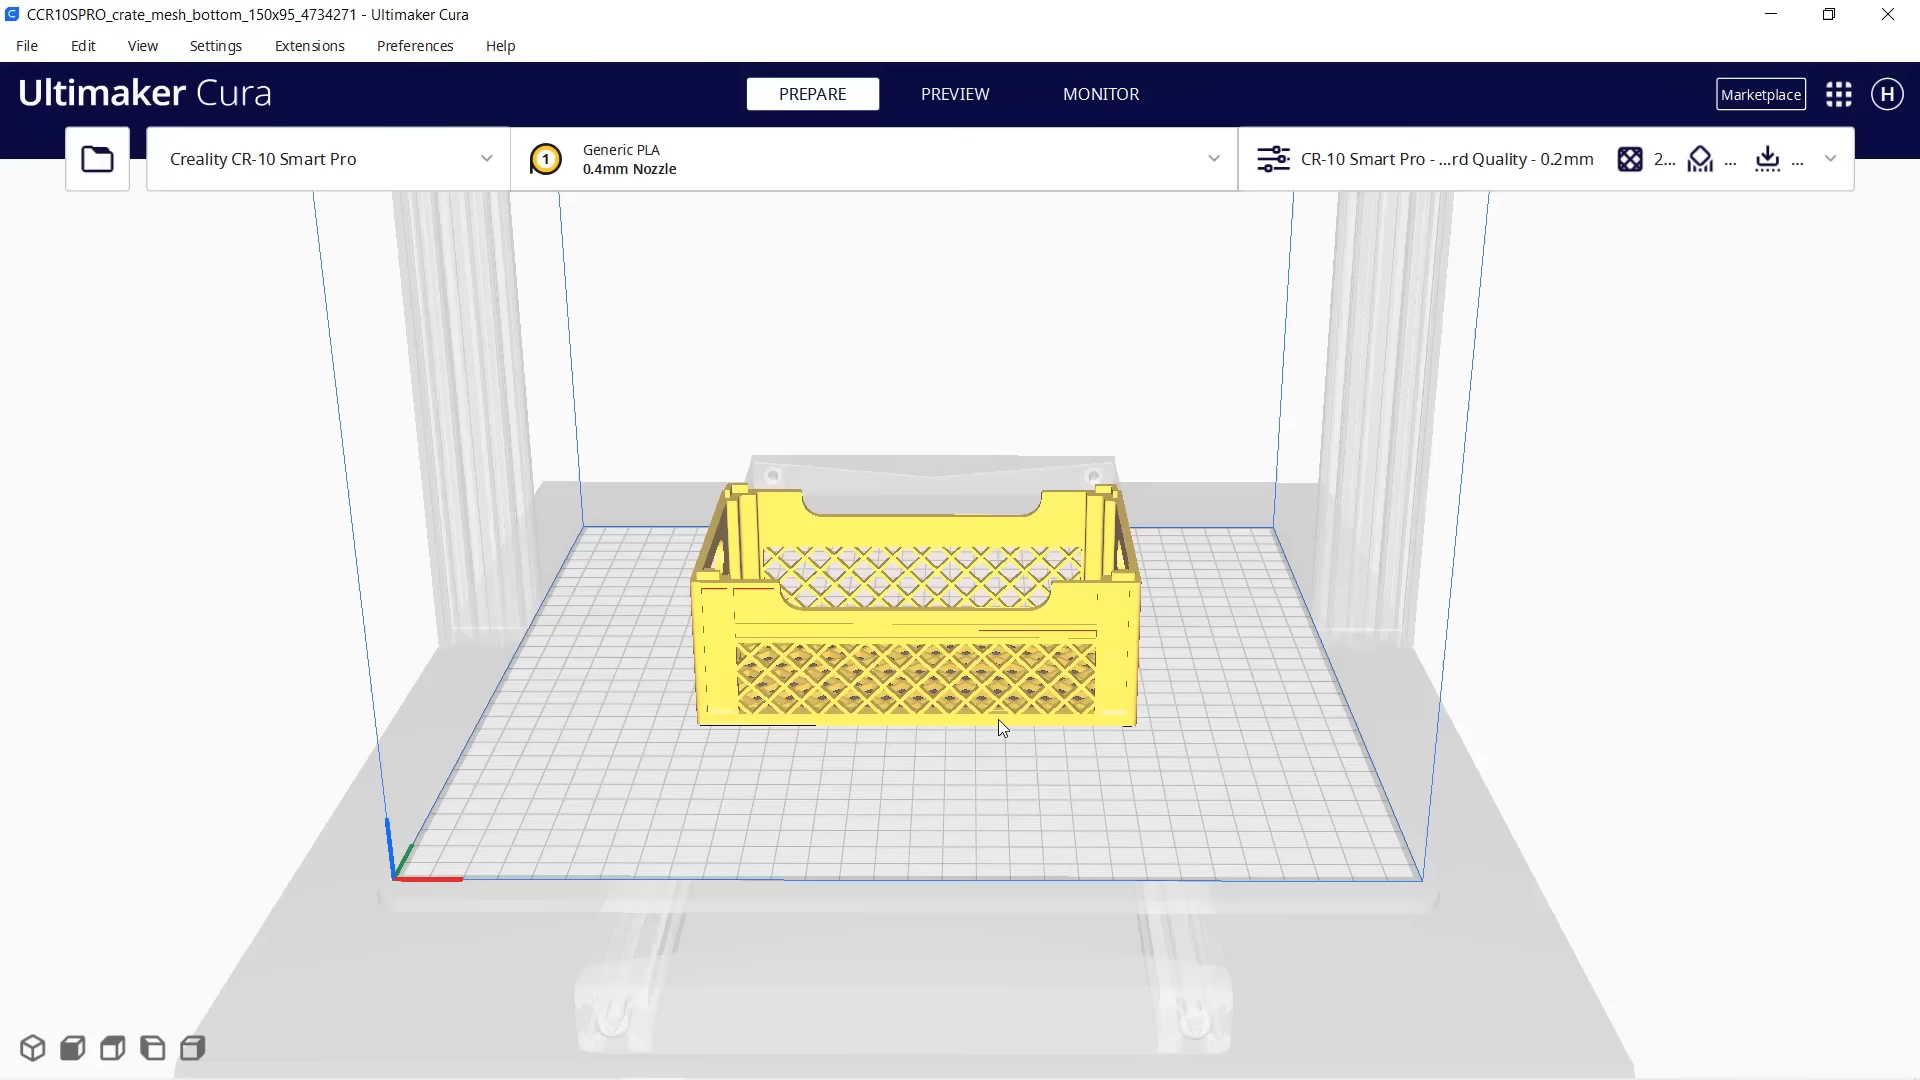 CCR10SPRO_crate_mesh_bottom_150x95_4734271 - Ultimaker Cura
File Edit View Settings Extensions Preferences Help
Ultimaker Cura PREPARE PREVIEW MONITOR Marketplace H
Creality CR-10 Smart Pro
1
Generic PLA
0.4mm Nozzle
CR-10 Smart Pro - ...rd Quality - 0.2mm 2... ... ...